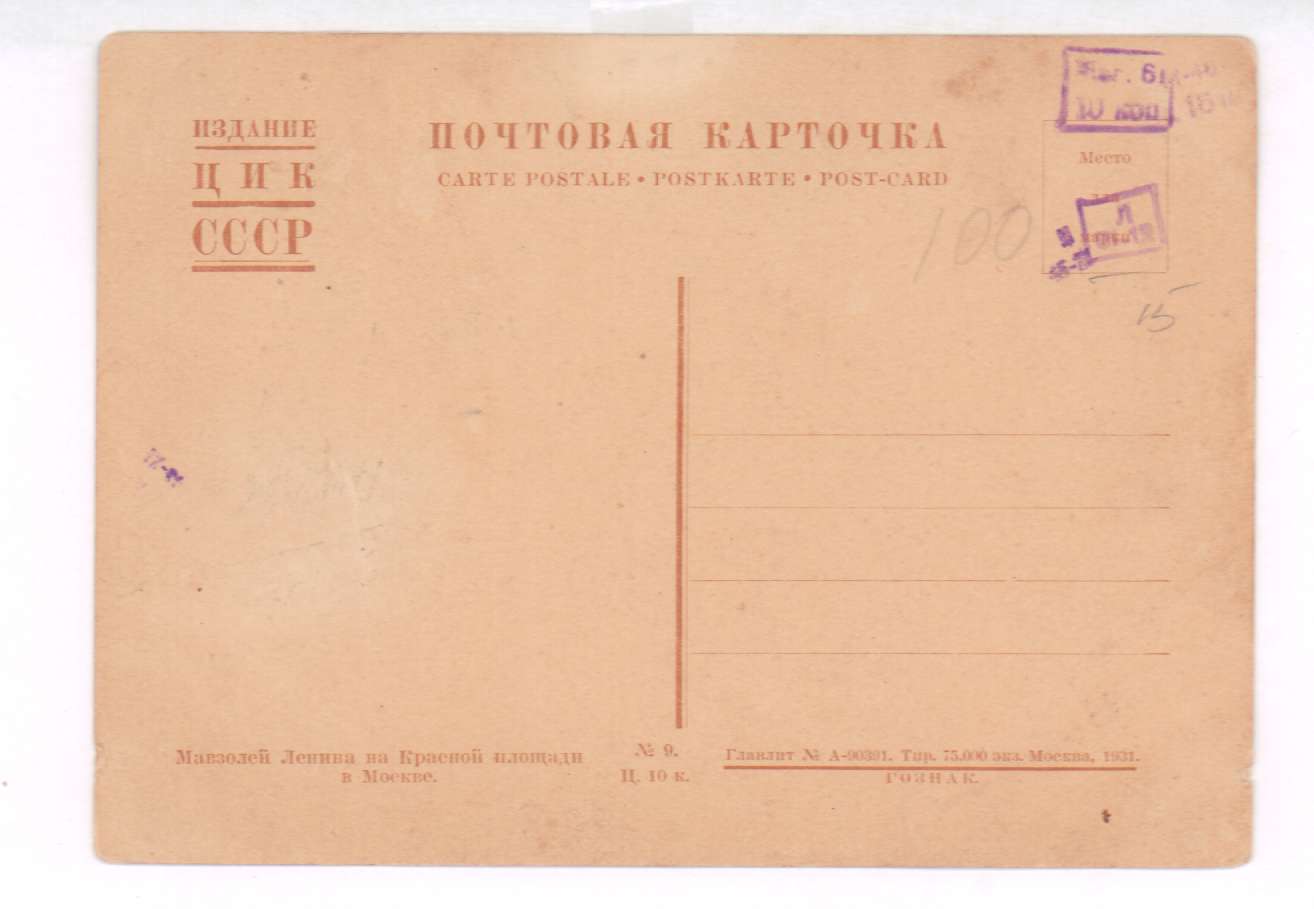 ИЗДАНИЕ
ЦИК
СССР
ПОЧТОВАЯ КАРТОЧКА
CARTE POSTALE • POSTKARTE • POST-CARD
10 коп
Место
марки
Л
100
15
Мавзолей Ленина на Красной площади
в Москве.
№ 9.
Ц. 10 к.
Главлит № А-90391. Тир. 75.000 экз. Москва, 1931.
ГОЗНАК.